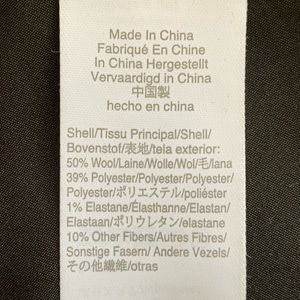 Made In China
Fabriqué En Chine
In China Hergestellt
Vervaardigd in China
中国製
hecho en china
Shell/Tissu Principal/Shell/
Bovenstof/表地/tela exterior:
50% Wool/Laine/Wolle/Wol/毛/lana
39% Polyester/Polyester/Polyester/
Polyester/ポリエステル/poliéster
1% Elastane/Élasthanne/Elastan/
Elastaan/ポリウレタン/elastane
10% Other Fibers/Autres Fibres/
Sonstige Fasern/ Andere Vezels/
その他繊維/otras